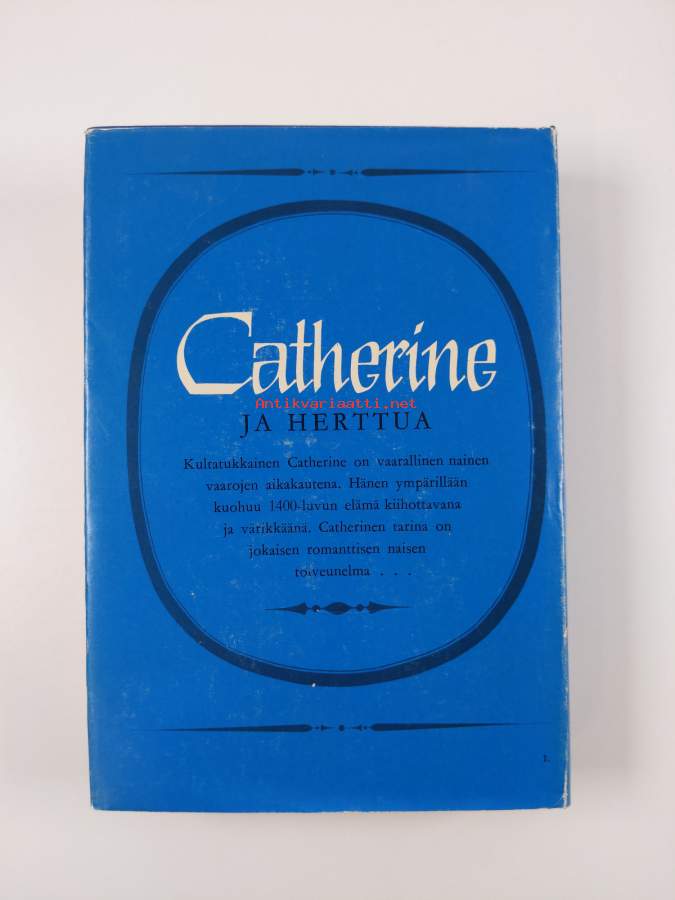 Catherine
Antikvariaatti.net
JA HERTTUA
Kultatukkainen Catherine on vaarallinen nainen
vaarojen aikakautena. Hänen ympärillään
kuohuu 1400-luvun elämä kiihottavana
ja värikkäänä. Catherinen tarina on
jokaisen romanttisen naisen
toiveunelma . . .
1.